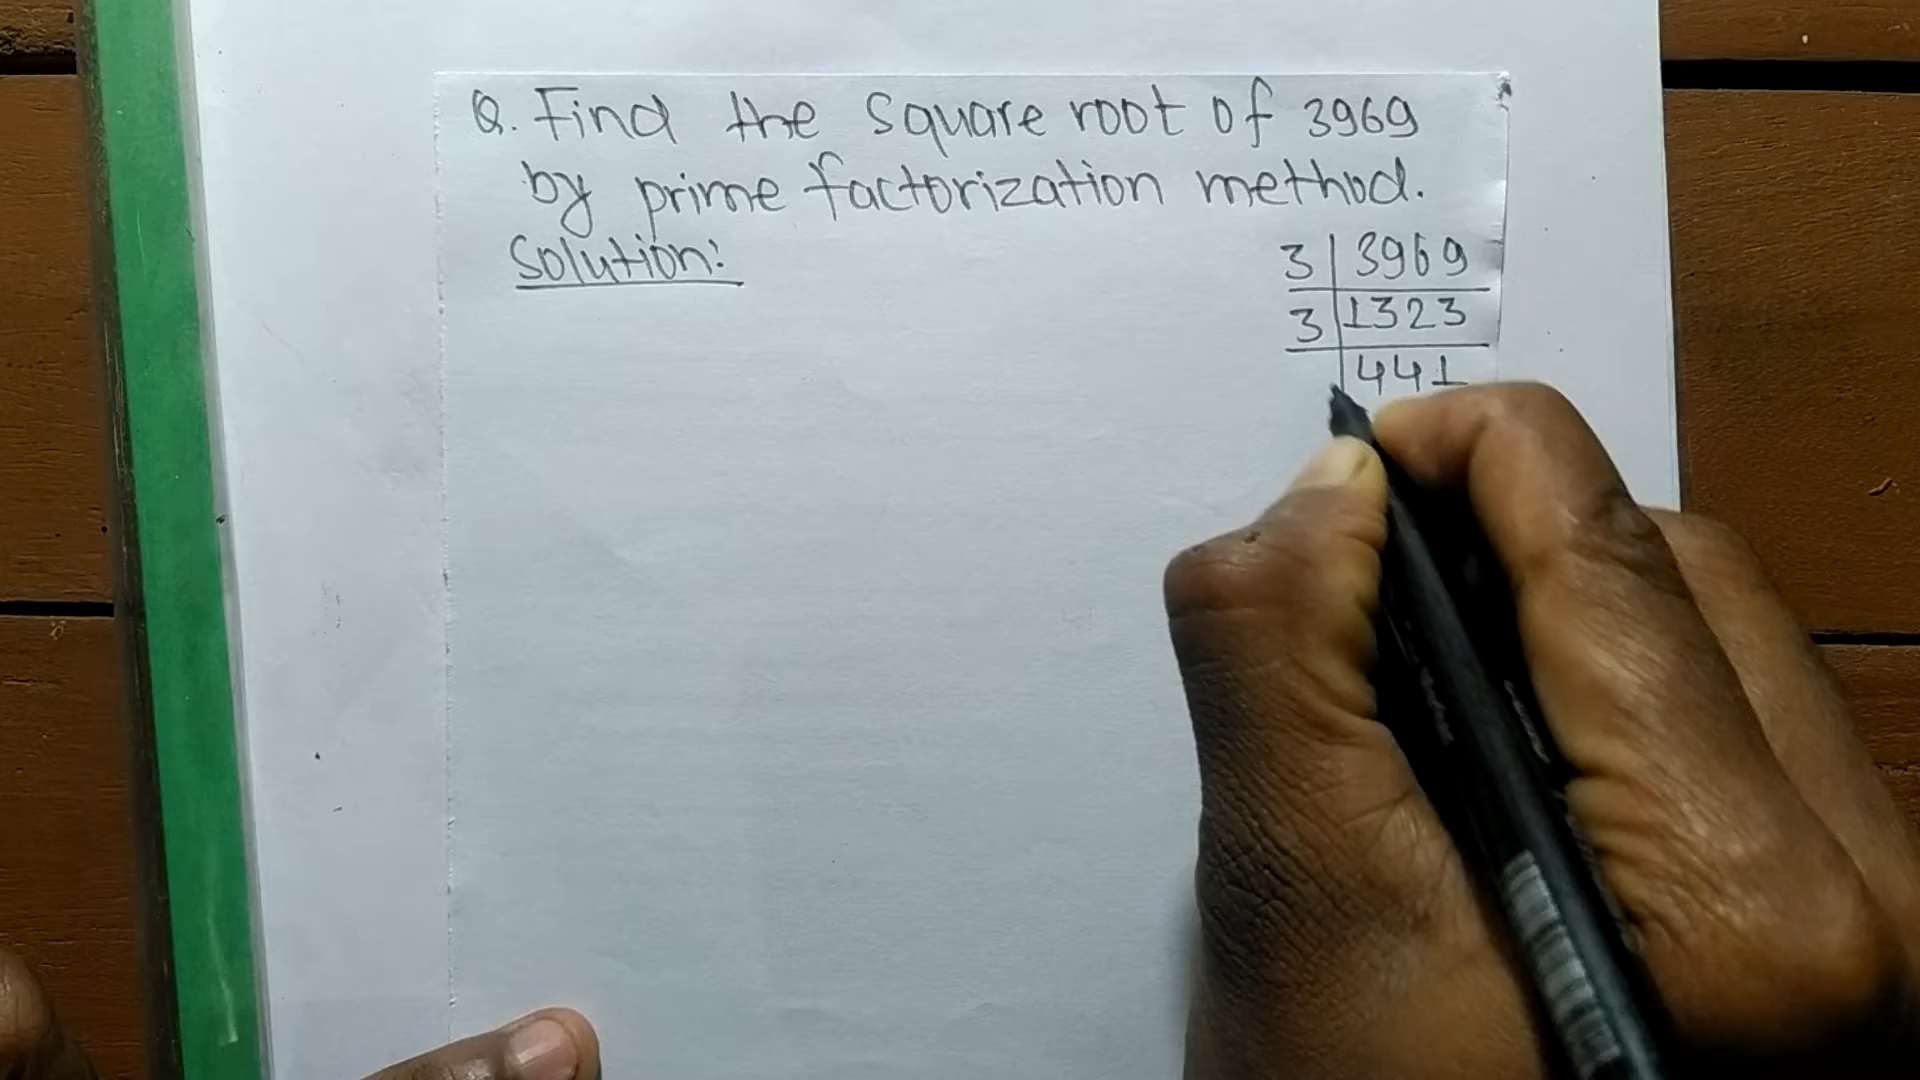 Q. Find the square root of 3969
by prime factorization method.
Solution:
3 | 3969
3 | 1323
| 441